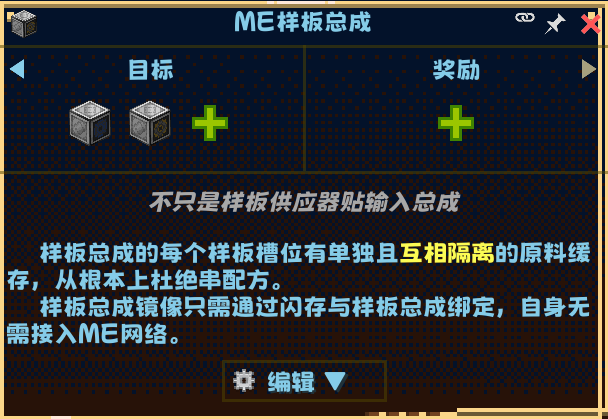 ME样板总成
目标
奖励
不只是样板供应器贴输入总成
样板总成的每个样板槽位有单独且互相隔离的原料缓
存，从根本上杜绝串配方。
样板总成镜像只需通过闪存与样板总成绑定，自身无
需接入ME网络。
编辑